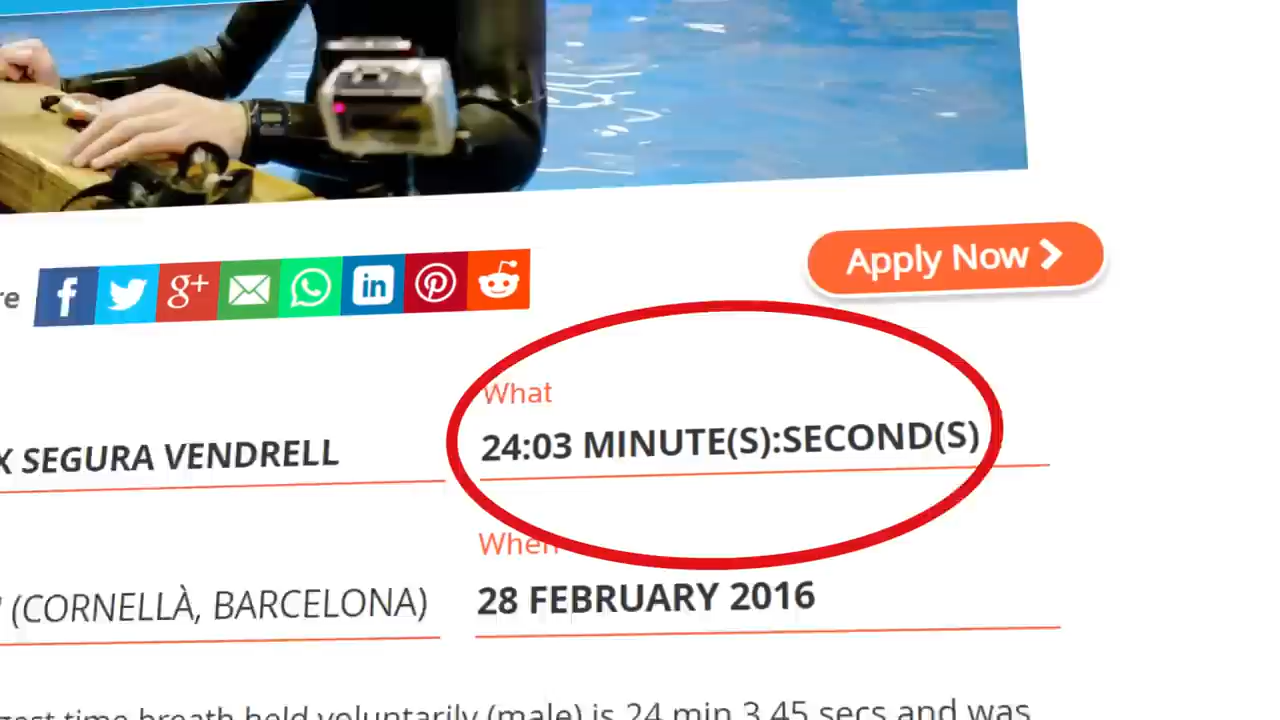 Apply Now
f g+ in
What
SEGURA VENDRELL
24:03 MINUTE(S):SECOND(S)
When
(CORNELLÀ, BARCELONA)
28 FEBRUARY 2016
time breath held voluntarily (male) is 24 min 3.45 secs and was